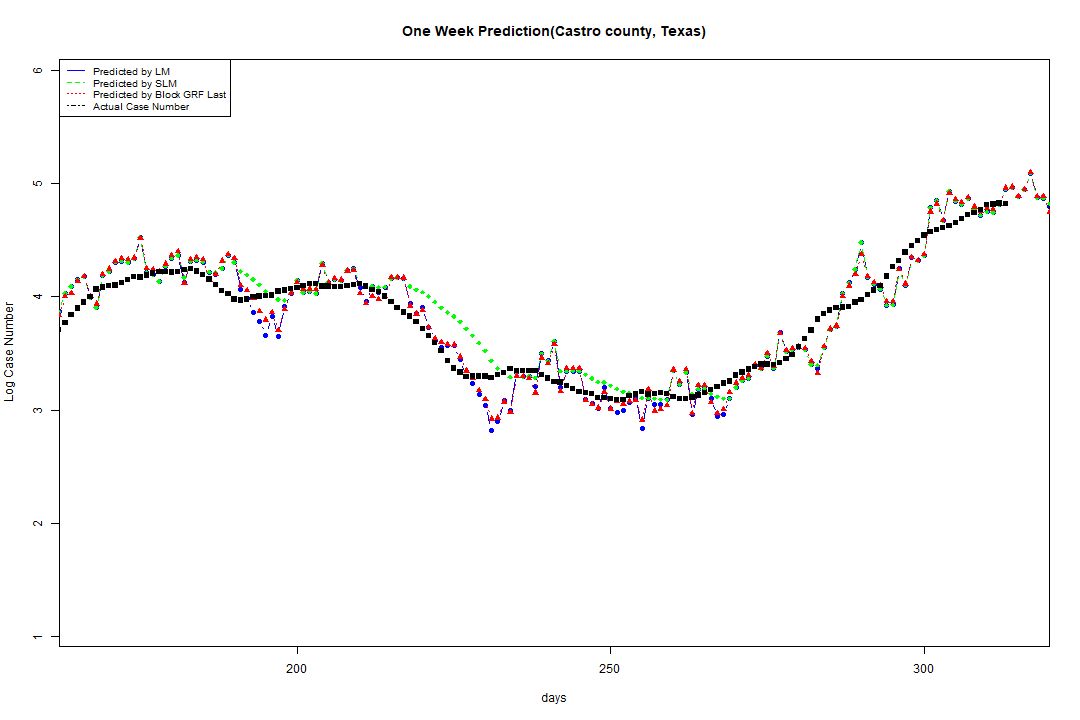 One Week Prediction(Castro county, Texas)
Predicted by LM
Predicted by SLM
Predicted by Block GRF Last
Actual Case Number
6
5
4
3
2
1
Log Case Number
200
250
300
days